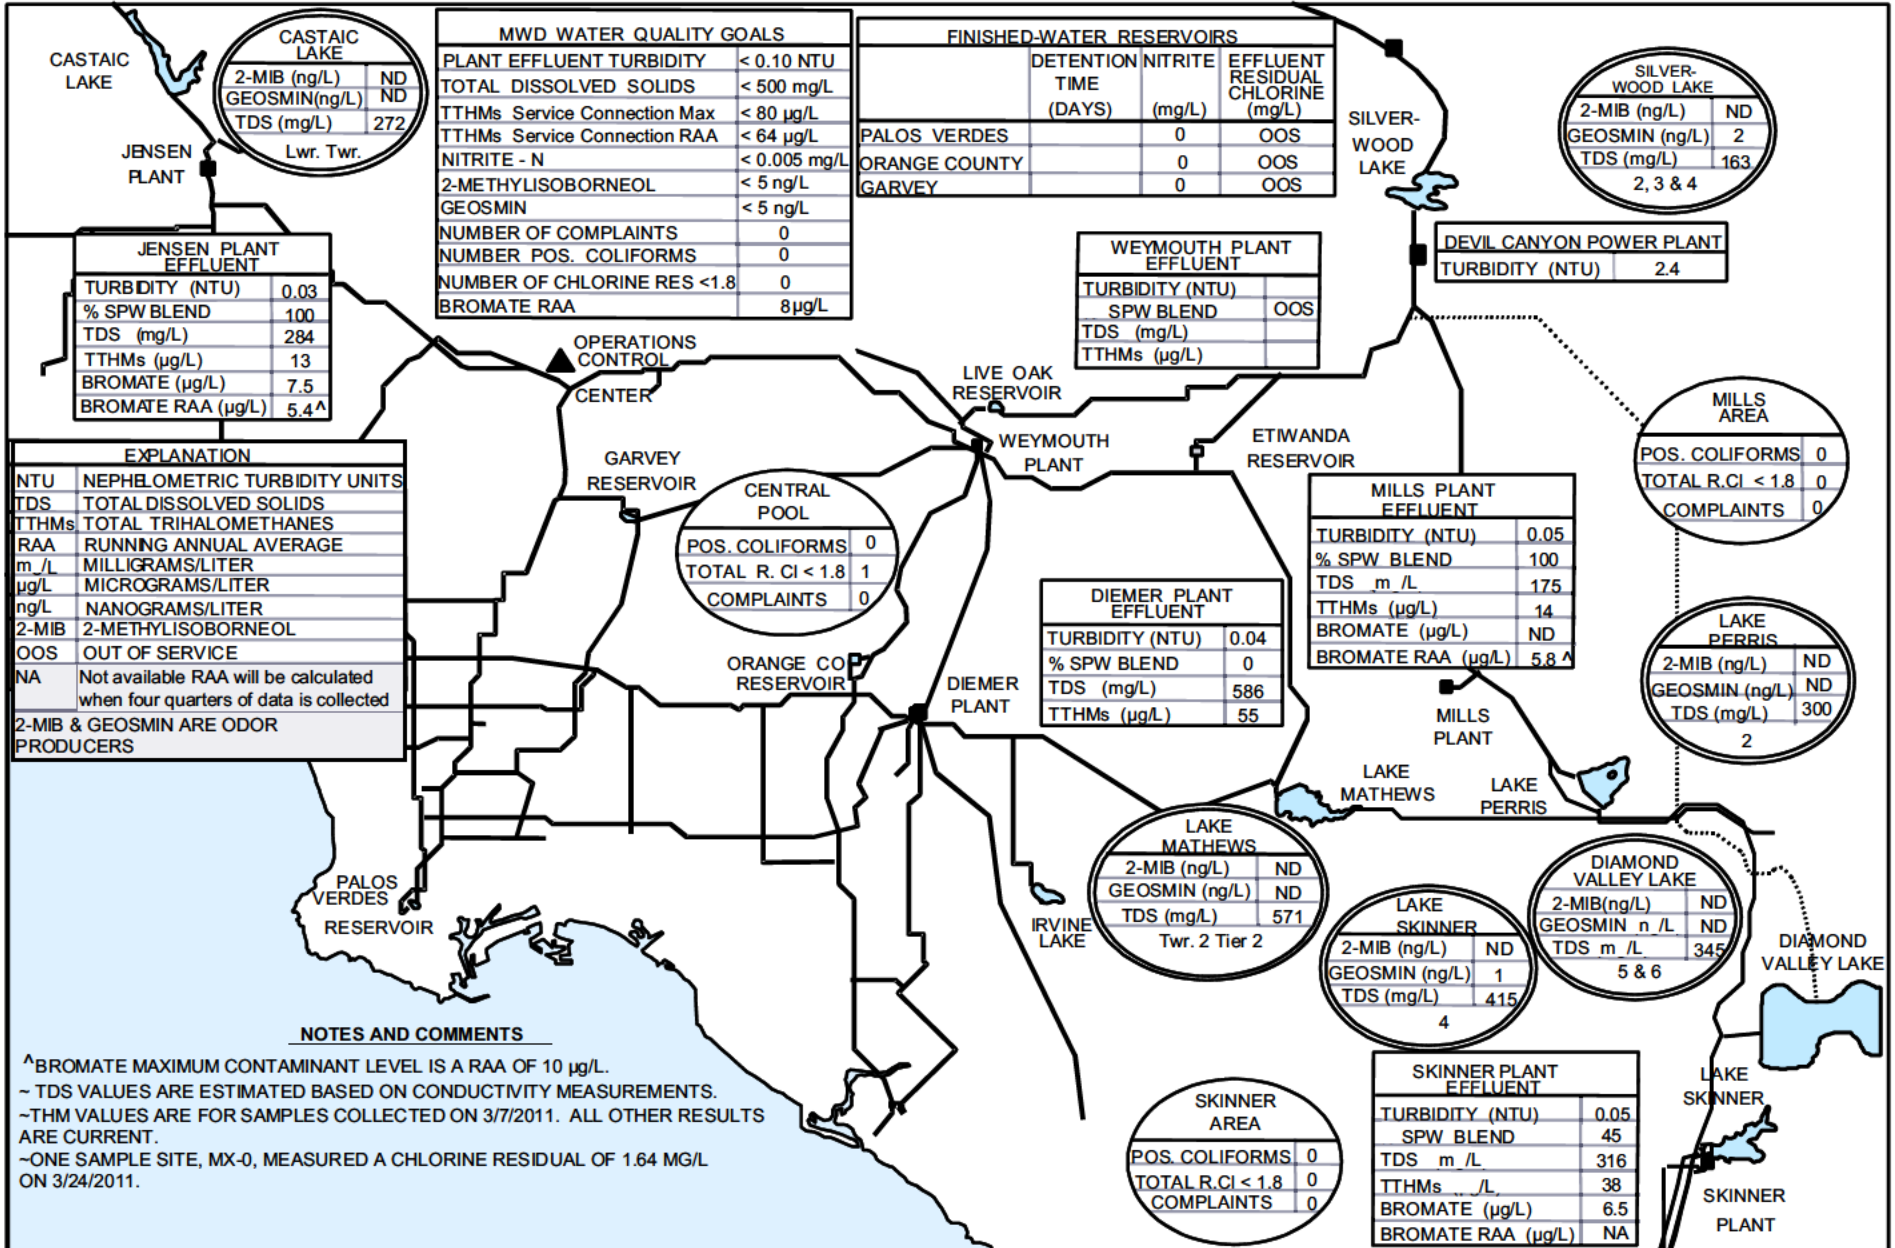 CASTAIC
LAKE
CASTAIC
LAKE
2-MIB (ng/L) ND
GEOSMIN(ng/L) ND
TDS (mg/L) 272
Lwr. Twr.
JENSEN
PLANT
MWD WATER QUALITY GOALS
PLANT EFFLUENT TURBIDITY < 0.10 NTU
TOTAL DISSOLVED SOLIDS < 500 mg/L
TTHMs Service Connection Max < 80 µg/L
TTHMs Service Connection RAA < 64 µg/L
NITRITE - N < 0.005 mg/L
2-METHYLISOBORNEOL < 5 ng/L
GEOSMIN < 5 ng/L
NUMBER OF COMPLAINTS 0
NUMBER POS. COLIFORMS 0
NUMBER OF CHLORINE RES <1.8 0
BROMATE RAA 8µg/L
FINISHED-WATER RESERVOIRS
DETENTION NITRITE EFFLUENT
TIME RESIDUAL
CHLORINE
(DAYS) (mg/L) (mg/L)
PALOS VERDES 0 OOS
ORANGE COUNTY 0 OOS
GARVEY 0 OOS
SILVER-
WOOD
LAKE
SILVER-
WOOD LAKE
2-MIB (ng/L) ND
GEOSMIN (ng/L) 2
TDS (mg/L) 163
2, 3 & 4
DEVIL CANYON POWER PLANT
TURBIDITY (NTU) 2.4
WEYMOUTH PLANT
EFFLUENT
TURBIDITY (NTU)
SPW BLEND OOS
TDS (mg/L)
TTHMs (µg/L)
JENSEN PLANT
EFFLUENT
TURBIDITY (NTU) 0.03
% SPW BLEND 100
TDS (mg/L) 284
TTHMs (µg/L) 13
BROMATE (µg/L) 7.5
BROMATE RAA (µg/L) 5.4^
OPERATIONS
CONTROL
CENTER
LIVE OAK
RESERVOIR
WEYMOUTH
PLANT
ETIWANDA
RESERVOIR
MILLS
AREA
POS. COLIFORMS 0
TOTAL R.Cl < 1.8 0
COMPLAINTS 0
EXPLANATION
NTU NEPHELOMETRIC TURBIDITY UNITS
TDS TOTAL DISSOLVED SOLIDS
TTHMs TOTAL TRIHALOMETHANES
RAA RUNNING ANNUAL AVERAGE
m_/L MILLIGRAMS/LITER
µg/L MICROGRAMS/LITER
ng/L NANOGRAMS/LITER
2-MIB 2-METHYLISOBORNEOL
OOS OUT OF SERVICE
NA Not available RAA will be calculated
when four quarters of data is collected
2-MIB & GEOSMIN ARE ODOR
PRODUCERS
GARVEY
RESERVOIR
CENTRAL
POOL
POS. COLIFORMS 0
TOTAL R. Cl < 1.8 1
COMPLAINTS 0
MILLS PLANT
EFFLUENT
TURBIDITY (NTU) 0.05
% SPW BLEND 100
TDS m /L 175
TTHMs (µg/L) 14
BROMATE (µg/L) ND
BROMATE RAA (µg/L) 5.8 ^
DIEMER PLANT
EFFLUENT
TURBIDITY (NTU) 0.04
% SPW BLEND 0
TDS (mg/L) 586
TTHMs (µg/L) 55
LAKE
PERRIS
2-MIB (ng/L) ND
GEOSMIN (ng/L) ND
TDS (mg/L) 300
2
ORANGE CO
RESERVOIR
DIEMER
PLANT
MILLS
PLANT
LAKE
MATHEWS
LAKE
PERRIS
LAKE
MATHEWS
2-MIB (ng/L) ND
GEOSMIN (ng/L) ND
TDS (mg/L) 571
Twr. 2 Tier 2
DIAMOND
VALLEY LAKE
2-MIB(ng/L) ND
GEOSMIN n_/L ND
TDS m /L 345
5 & 6
LAKE
SKINNER
2-MIB (ng/L) ND
GEOSMIN (ng/L) 1
TDS (mg/L) 415
4
PALOS
VERDES
RESERVOIR
IRVINE
LAKE
DIAMOND
VALLEY LAKE
NOTES AND COMMENTS
^BROMATE MAXIMUM CONTAMINANT LEVEL IS A RAA OF 10 µg/L.
~ TDS VALUES ARE ESTIMATED BASED ON CONDUCTIVITY MEASUREMENTS.
~THM VALUES ARE FOR SAMPLES COLLECTED ON 3/7/2011. ALL OTHER RESULTS
ARE CURRENT.
~ONE SAMPLE SITE, MX-0, MEASURED A CHLORINE RESIDUAL OF 1.64 MG/L
ON 3/24/2011.
SKINNER
AREA
POS. COLIFORMS 0
TOTAL R.Cl < 1.8 0
COMPLAINTS 0
SKINNER PLANT
EFFLUENT
TURBIDITY (NTU) 0.05
SPW BLEND 45
TDS m_/L 316
TTHMs /L 38
BROMATE (µg/L) 6.5
BROMATE RAA (µg/L) NA
LAKE
SKINNER
SKINNER
PLANT